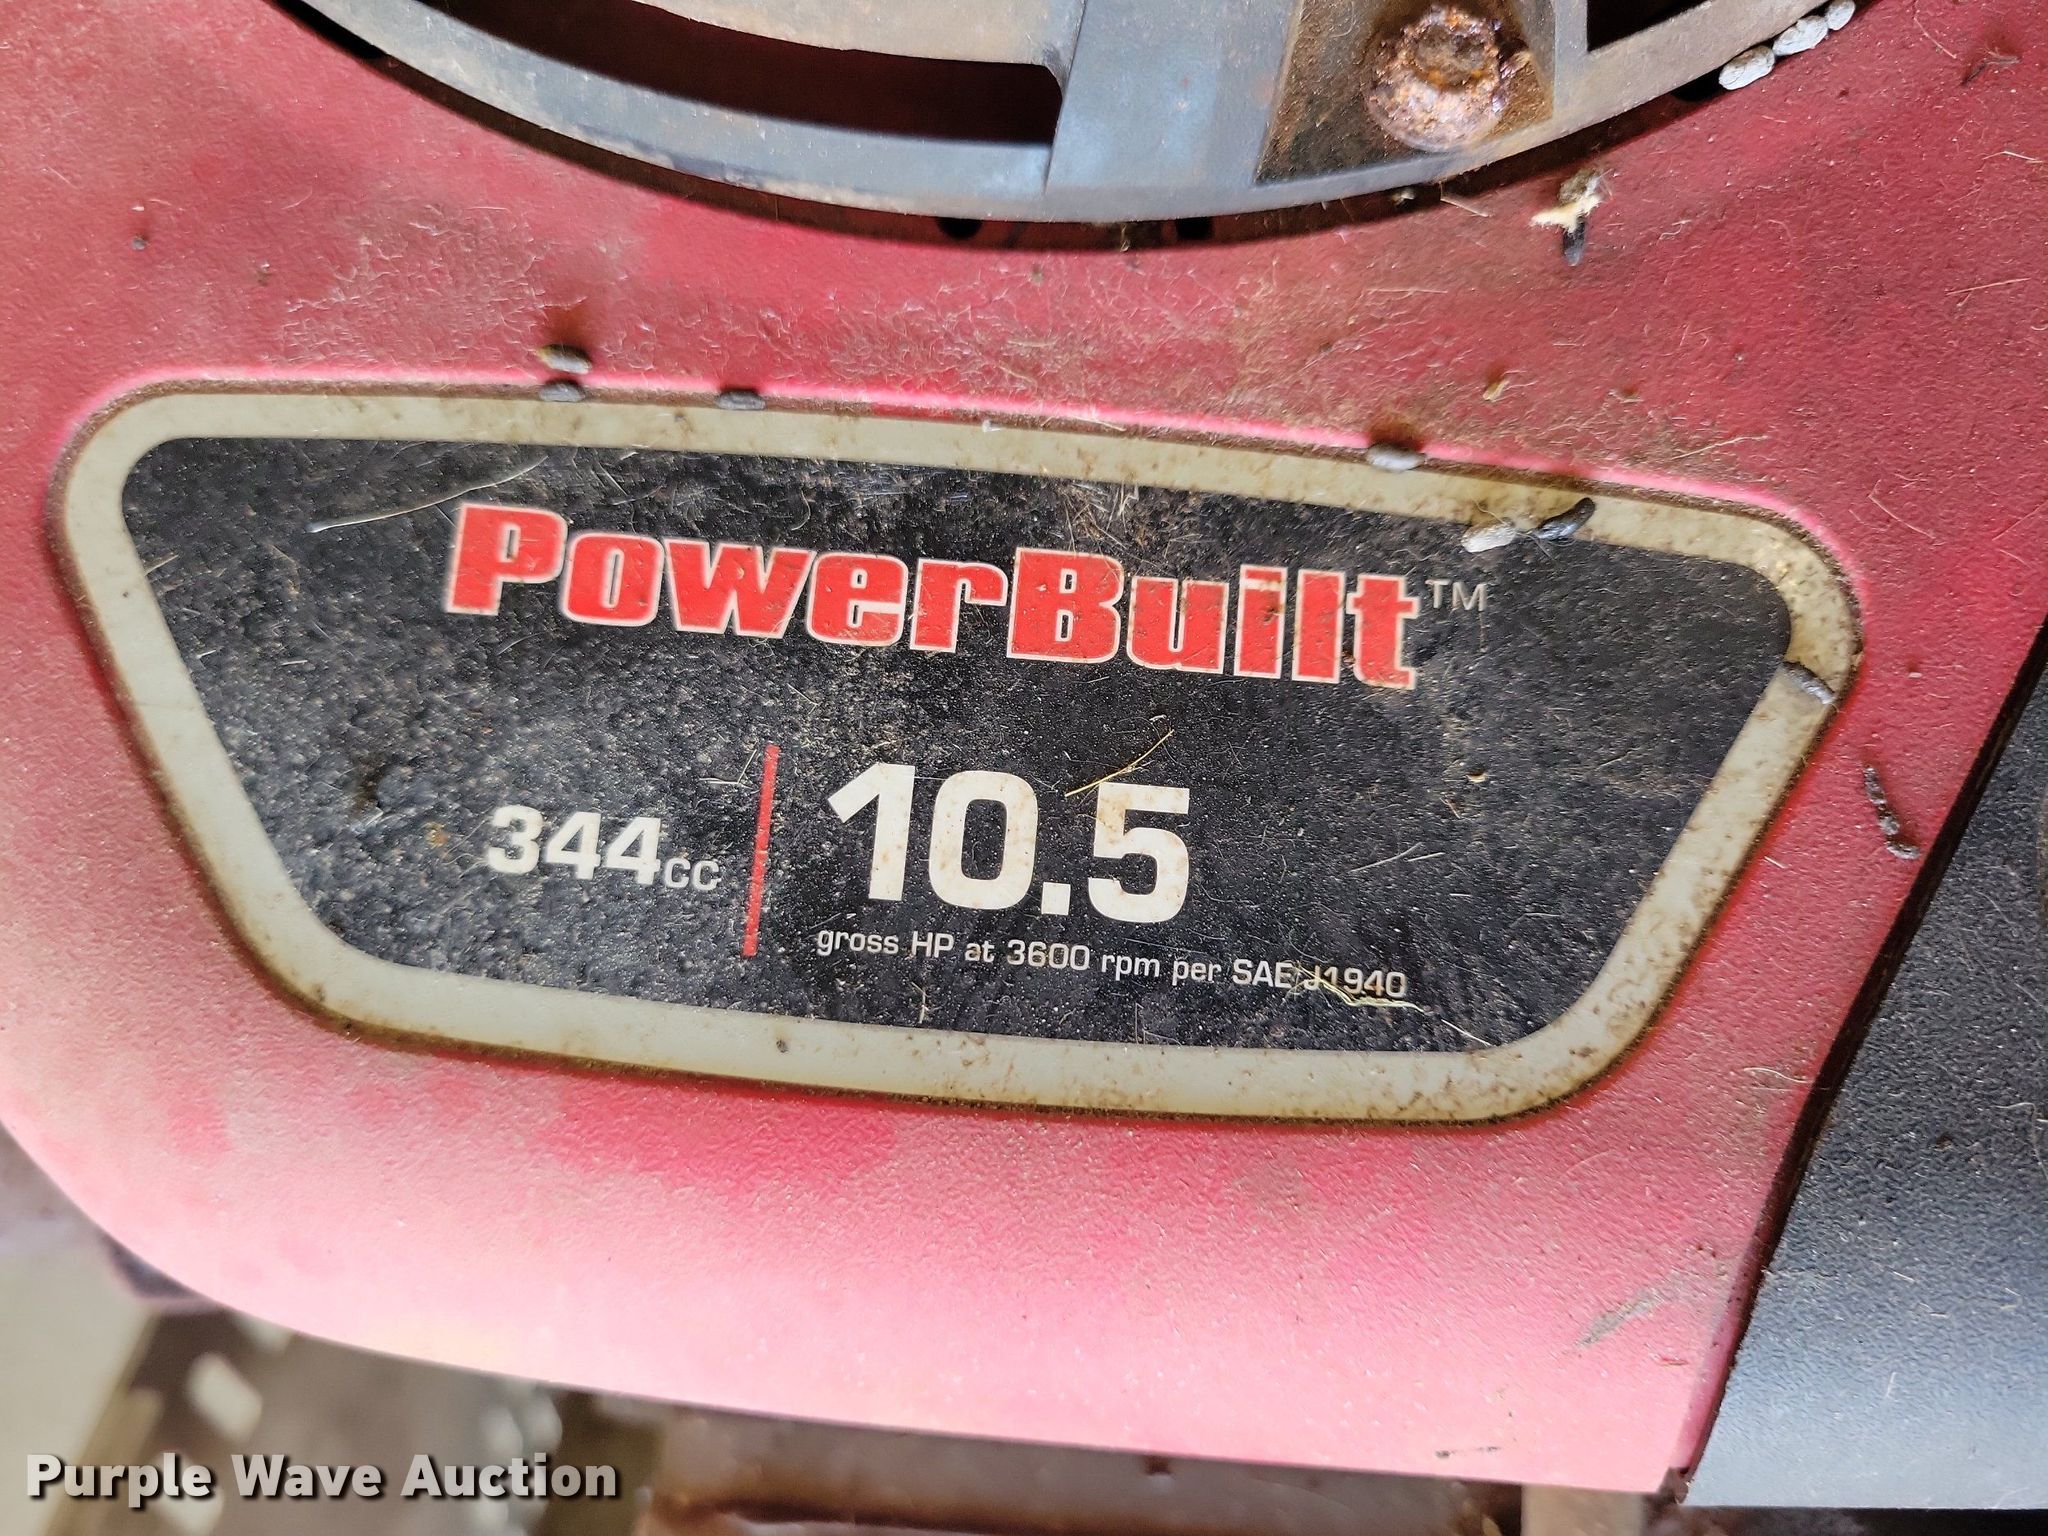 PowerBuilt™
344cc
10.5
gross HP at 3600 rpm per SAE J1940
Purple Wave Auction